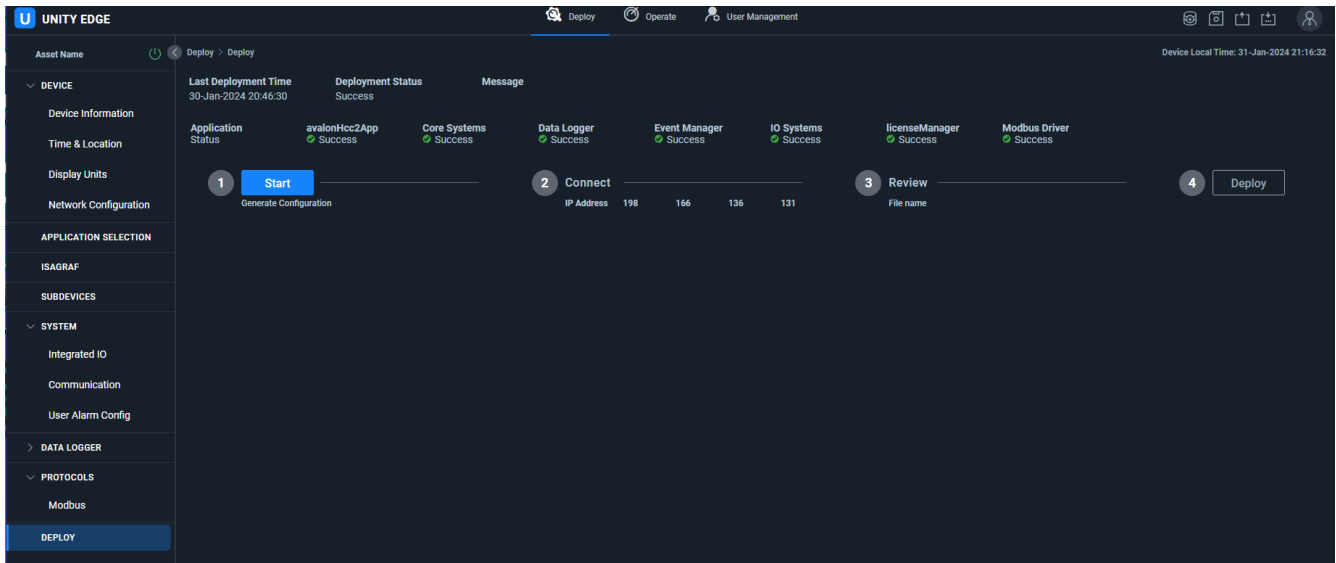 U UNITY EDGE
Deploy Operate User Management
Asset Name
Deploy > Deploy
Device Local Time: 31-Jan-2024 21:16:32
DEVICE
Device Information
Time & Location
Display Units
Network Configuration
APPLICATION SELECTION
ISAGRAF
SUBDEVICES
SYSTEM
Integrated IO
Communication
User Alarm Config
DATA LOGGER
PROTOCOLS
Modbus
DEPLOY
Last Deployment Time Deployment Status Message
30-Jan-2024 20:46:30 Success
Application avalonHcc2App Core Systems Data Logger Event Manager IO Systems licenseManager Modbus Driver
Status Success Success Success Success Success Success Success
1 Start 2 Connect 3 Review 4 Deploy
Generate Configuration IP Address 198 166 136 131 File name